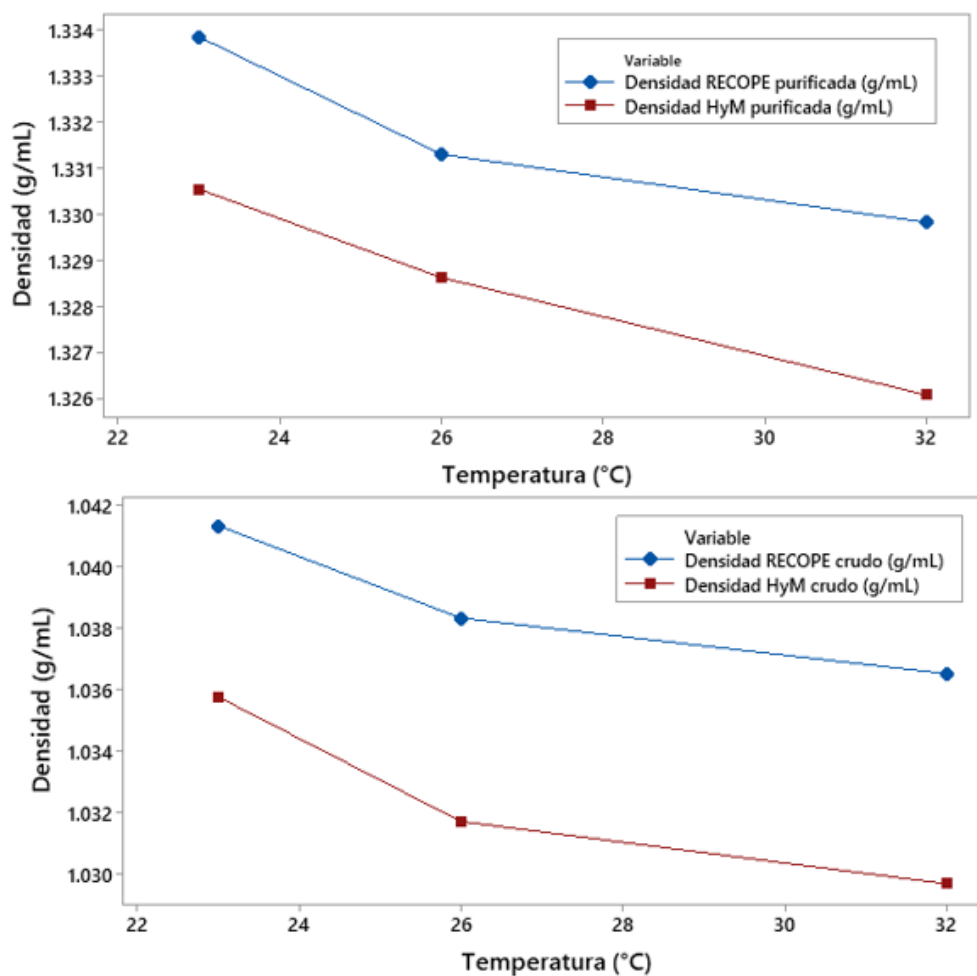 Densidad (g/mL)
1.334
1.333
1.332
1.331
1.330
1.329
1.328
1.327
1.326
Variable
Densidad RECOPE purificada (g/mL)
Densidad HyM purificada (g/mL)
22 24 26 28 30 32
Temperatura (°C)
Densidad (g/mL)
1.042
1.040
1.038
1.036
1.034
1.032
1.030
Variable
Densidad RECOPE crudo (g/mL)
Densidad HyM crudo (g/mL)
22 24 26 28 30 32
Temperatura (°C)